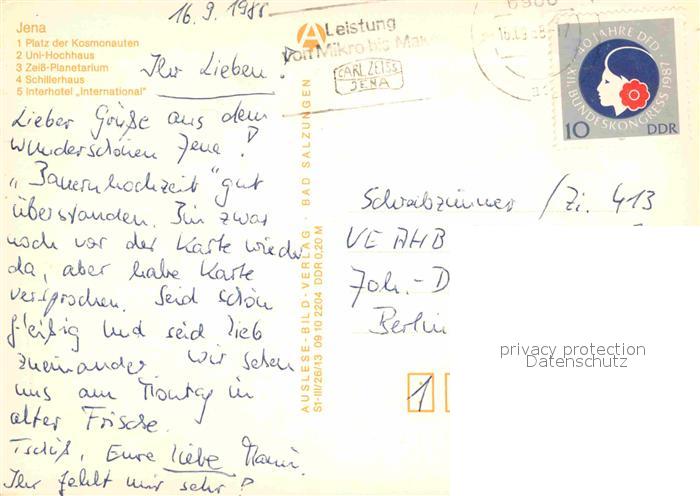 Jena
1 Platz der Kosmonauten
2 Uni-Hochhaus
3 Zeiß-Planetarium
4 Schillerhaus
5 Interhotel „International"
16.9.1988
Ihr Lieben!
Lieber Grüße aus dem
wunderschönen Jena!
„Bauernhochzeit" gut
überstanden. Bin zwar
noch vor der Karte wieder
da, aber habe Karte
versprochen. Seid schön
fleißig und seid lieb
zueinander. Wir sehen
uns am Montag in
alter Frische.
Tschüß, Eure liebe
Ihr fehlt mir sehr!
AUSLESE-BILD-VERLAG · BAD SALZUNGEN
S1-III/26/13 09 10 2204 DDR 0,20 M
Leistung
von Mikro bis
CARL ZEISS
JENA
6900
XII. BUNDESKONGRESS 1987
40 JAHRE DFD
10 DDR
Schreibzimmer / Zi. 413
VE AHB
Joh.-D
Berlin
1
privacy protection
Datenschutz